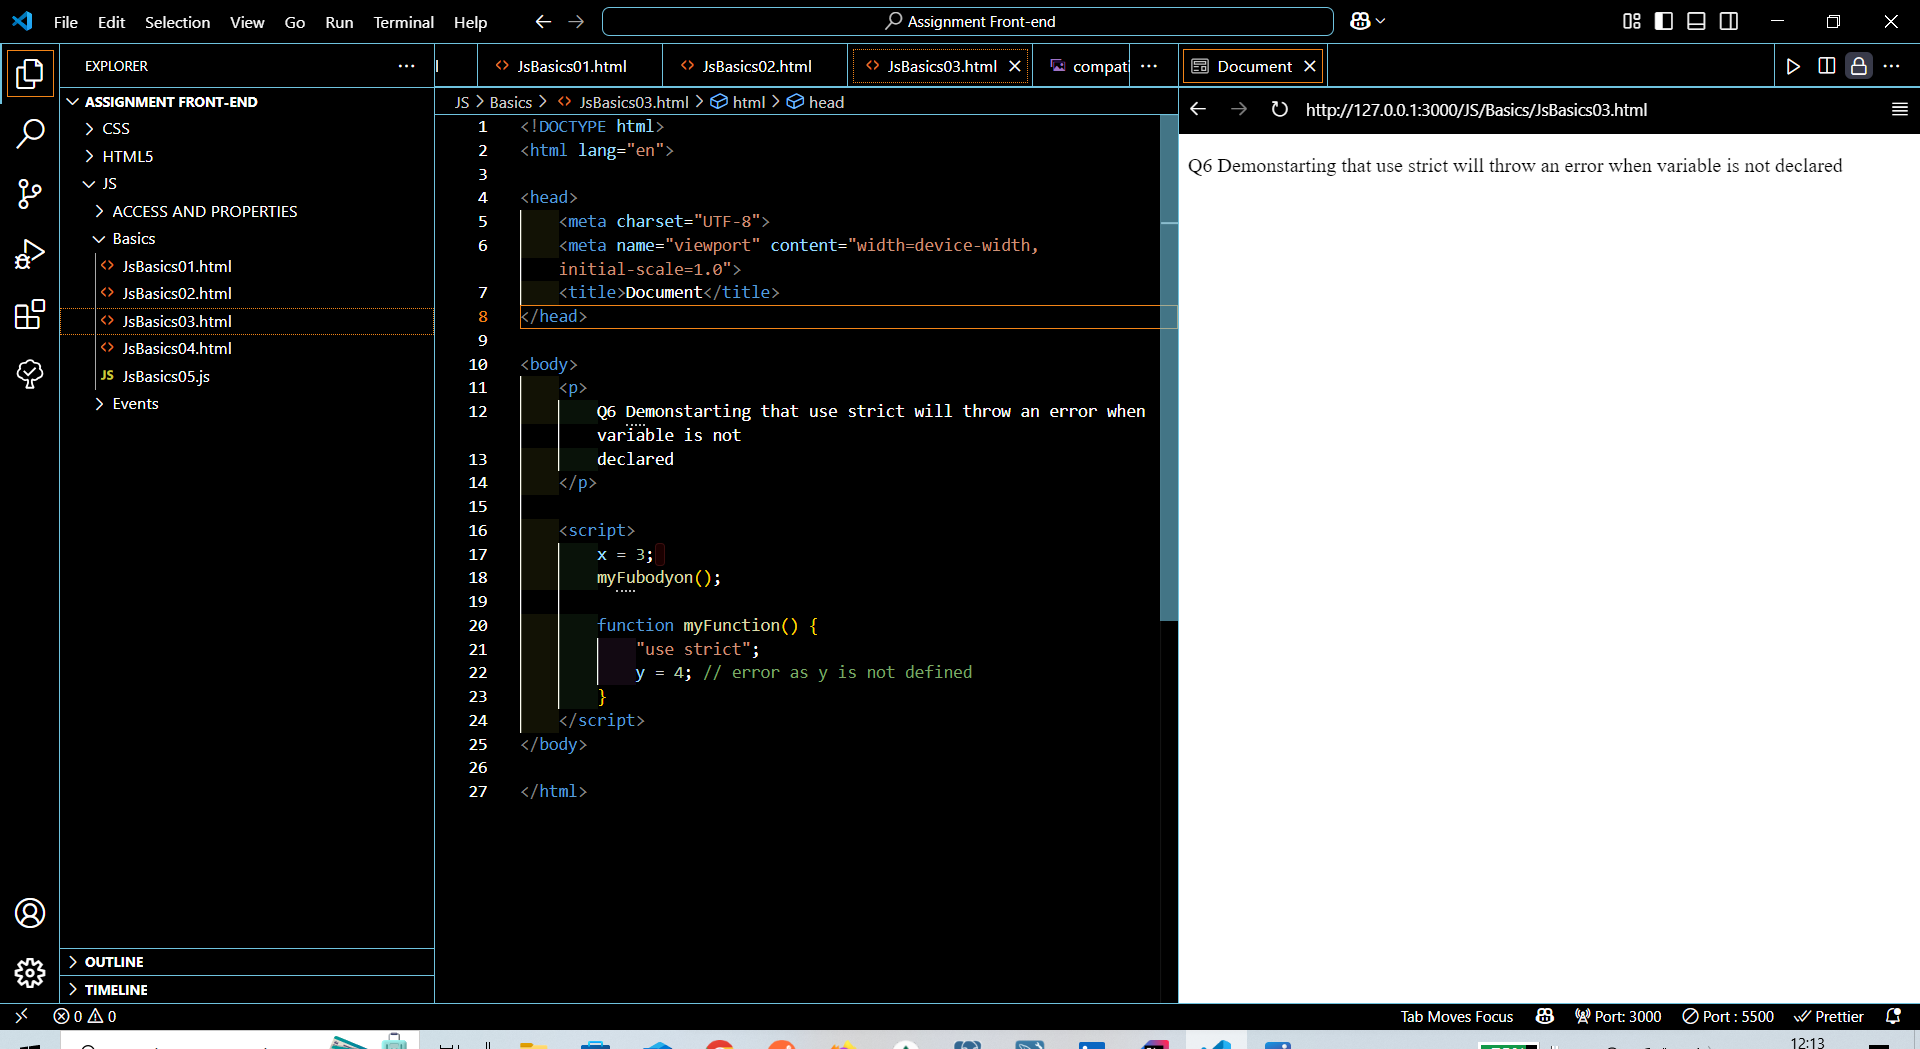 File Edit Selection View Go Run Terminal Help
Assignment Front-end
EXPLORER
ASSIGNMENT FRONT-END
CSS
HTML5
JS
ACCESS AND PROPERTIES
Basics
JsBasics01.html
JsBasics02.html
JsBasics03.html
JsBasics04.html
JS JsBasics05.js
Events
OUTLINE
TIMELINE
JsBasics01.html JsBasics02.html JsBasics03.html compati
JS > Basics > JsBasics03.html > html > head
1 <!DOCTYPE html>
2 <html lang="en">
3
4 <head>
5 <meta charset="UTF-8">
6 <meta name="viewport" content="width=device-width,
initial-scale=1.0">
7 <title>Document</title>
8 </head>
9
10 <body>
11 <p>
12 Q6 Demonstarting that use strict will throw an error when
variable is not
13 declared
14 </p>
15
16 <script>
17 x = 3;
18 myFubodyon();
19
20 function myFunction() {
21 "use strict";
22 y = 4; // error as y is not defined
23 }
24 </script>
25 </body>
26
27 </html>
Document
http://127.0.0.1:3000/JS/Basics/JsBasics03.html
Q6 Demonstarting that use strict will throw an error when variable is not declared
0 0
Tab Moves Focus Port: 3000 Port : 5500 Prettier
12:13